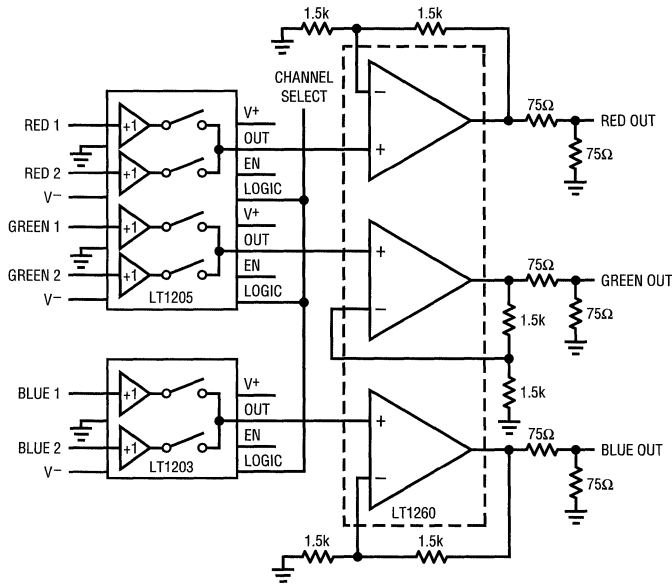 1.5k
1.5k
CHANNEL
SELECT
V+
RED 1
+1
OUT
−
75Ω
RED OUT
EN
+
75Ω
RED 2
+1
LOGIC
V−
V+
GREEN 1
+1
OUT
+
EN
75Ω
GREEN OUT
GREEN 2
+1
LOGIC
−
1.5k
75Ω
V−
LT1205
V+
1.5k
BLUE 1
+1
OUT
+
75Ω
BLUE OUT
EN
BLUE 2
+1
LOGIC
−
75Ω
V−
LT1203
LT1260
1.5k
1.5k